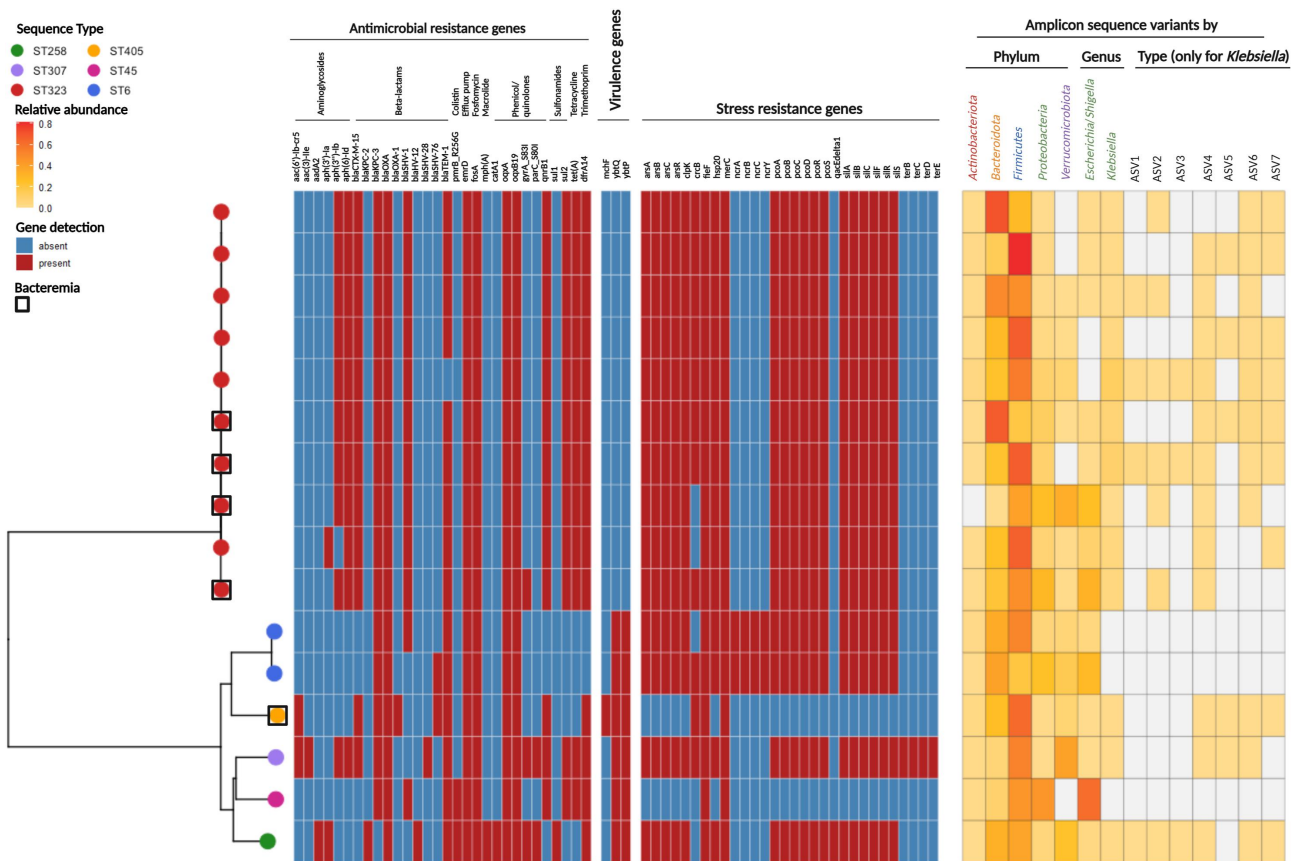 Sequence Type
ST258
ST405
ST307
ST45
ST323
ST6
Relative abundance
0.8
0.6
0.4
0.2
0.0
Gene detection
absent
present
Bacteremia
Antimicrobial resistance genes
Aminoglycosides
Beta-lactams
Colistin
Efflux pump
Fosfomycin
Macrolide
Phenicol/
quinolones
Sulfonamides
Tetracycline
Trimethoprim
aac(6')-Ib-cr5
aac(3)-IIe
aadA2
aph(3')-Ia
aph(3'')-Ib
aph(6)-Id
blaCTX-M-15
blaKPC-2
blaKPC-3
blaOXA
blaOXA-1
blaSHV-1
blaHV-12
blaSHV-28
blaSHV-76
blaTEM-1
pmrB_R256G
emrD
fosA
mph(A)
catA1
oqxA
oqxB19
gyrA_S83I
parC_S80I
qnrB1
sul1
sul2
tet(A)
dfrA14
Virulence genes
mchf
ybtQ
ybtP
Stress resistance genes
arsA
arsB
arsC
arsR
clpK
crcB
fieF
hsp20
merC
ncrA
ncrB
ncrC
ncrY
pcoA
pcoB
pcoC
pcoD
pcoR
pcoS
qacEdelta1
silA
silB
silC
silF
silR
silS
terB
terC
terD
terE
Amplicon sequence variants by
Phylum
Genus
Type (only for Klebsiella)
Actinobacteriota
Bacteroidota
Firmicutes
Proteobacteria
Verrucomicrobiota
Escherichia/Shigella
Klebsiella
ASV1
ASV2
ASV3
ASV4
ASV5
ASV6
ASV7